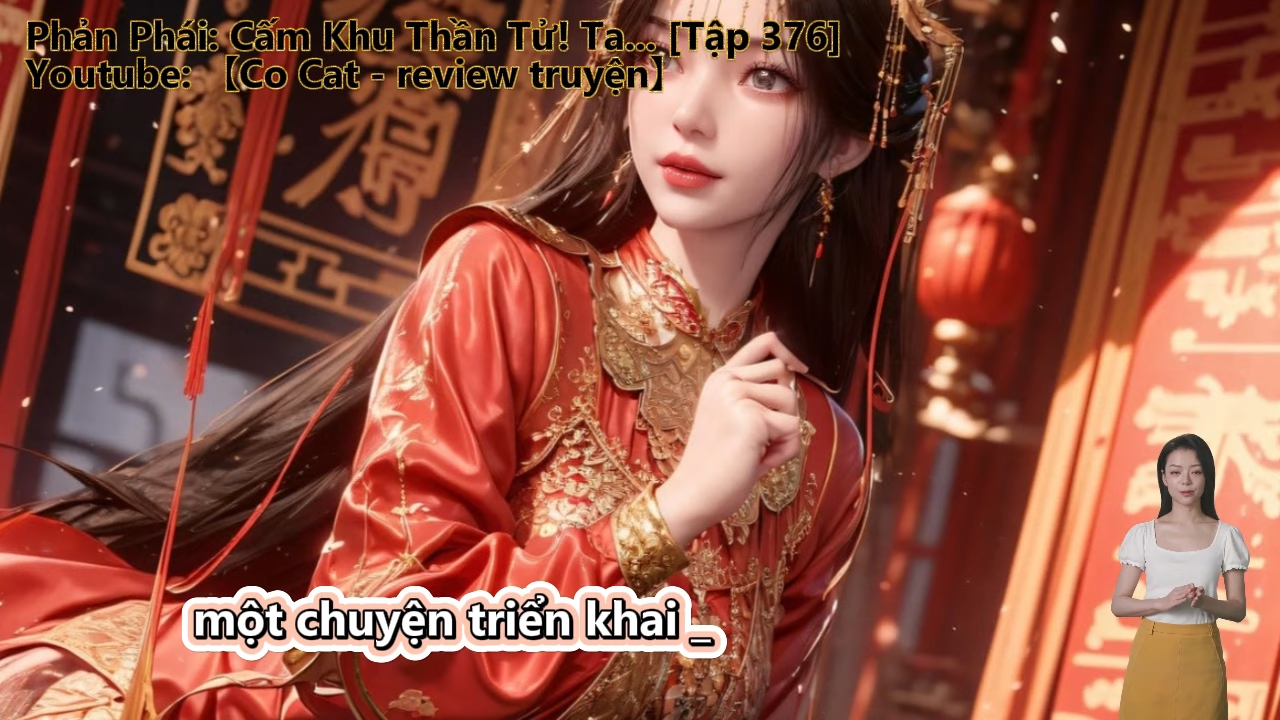 Phản Phái: Cấm Khu Thần Tử! Ta... [Tập 376]
Youtube: 【Co Cat - review truyện】
một chuyện triển khai _